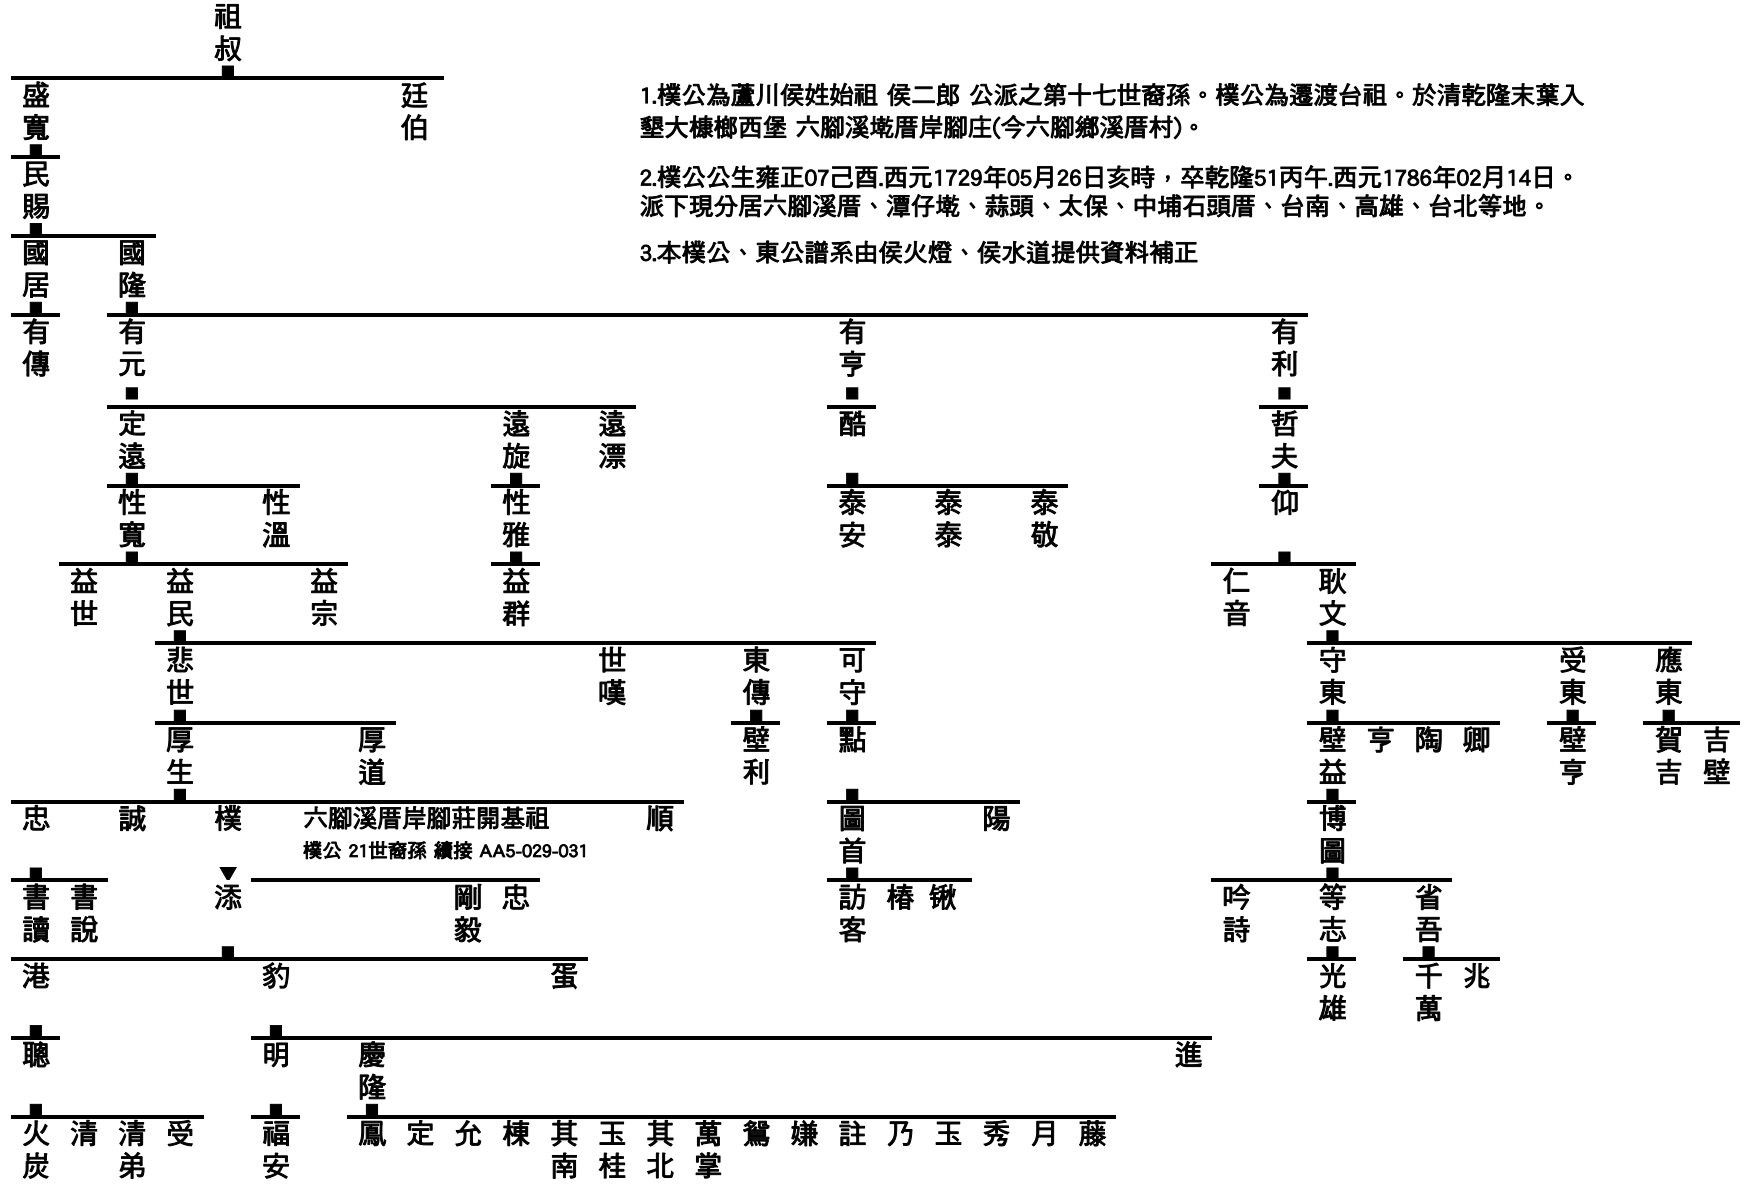 祖叔
盛寬 廷伯
1.樸公為蘆川侯姓始祖 侯二郎 公派之第十七世裔孫。樸公為遷渡台祖。於清乾隆末葉入
墾大槺榔西堡 六腳溪墘厝岸腳庄(今六腳鄉溪厝村)。
2.樸公公生雍正07己酉.西元1729年05月26日亥時，卒乾隆51丙午.西元1786年02月14日。
派下現分居六腳溪厝、潭仔墘、蒜頭、太保、中埔石頭厝、台南、高雄、台北等地。
3.本樸公、東公譜系由侯火燈、侯水道提供資料補正
民賜
國居 國隆
有傳 有元 有亨 有利
定遠 遠旋 遠漂 酷 哲夫
性寬 性溫 性雅 泰安 泰泰 泰敬 仰
益世 益民 益宗 益群 仁音 耿文
悲世 世嘆 東傳 可守 守東 受東 應東
厚生 厚道 壁利 點 壁益 亨 陶 卿 壁亨 賀吉 吉壁
忠 誠 樸 六腳溪厝岸腳莊開基祖 順 圖首 陽 博圖
樸公 21世裔孫 續接 AA5-029-031
書讀 書說 添 剛毅 忠 訪客 椿 锹 吟詩 等志 省吾
港 豹 蛋 光雄 千萬 兆
聰 明 慶隆 進
火炭 清 清弟 受 福安 鳳 定 允 棟 其南 玉桂 其北 萬掌 鴛 嫌 註 乃 玉 秀 月 藤